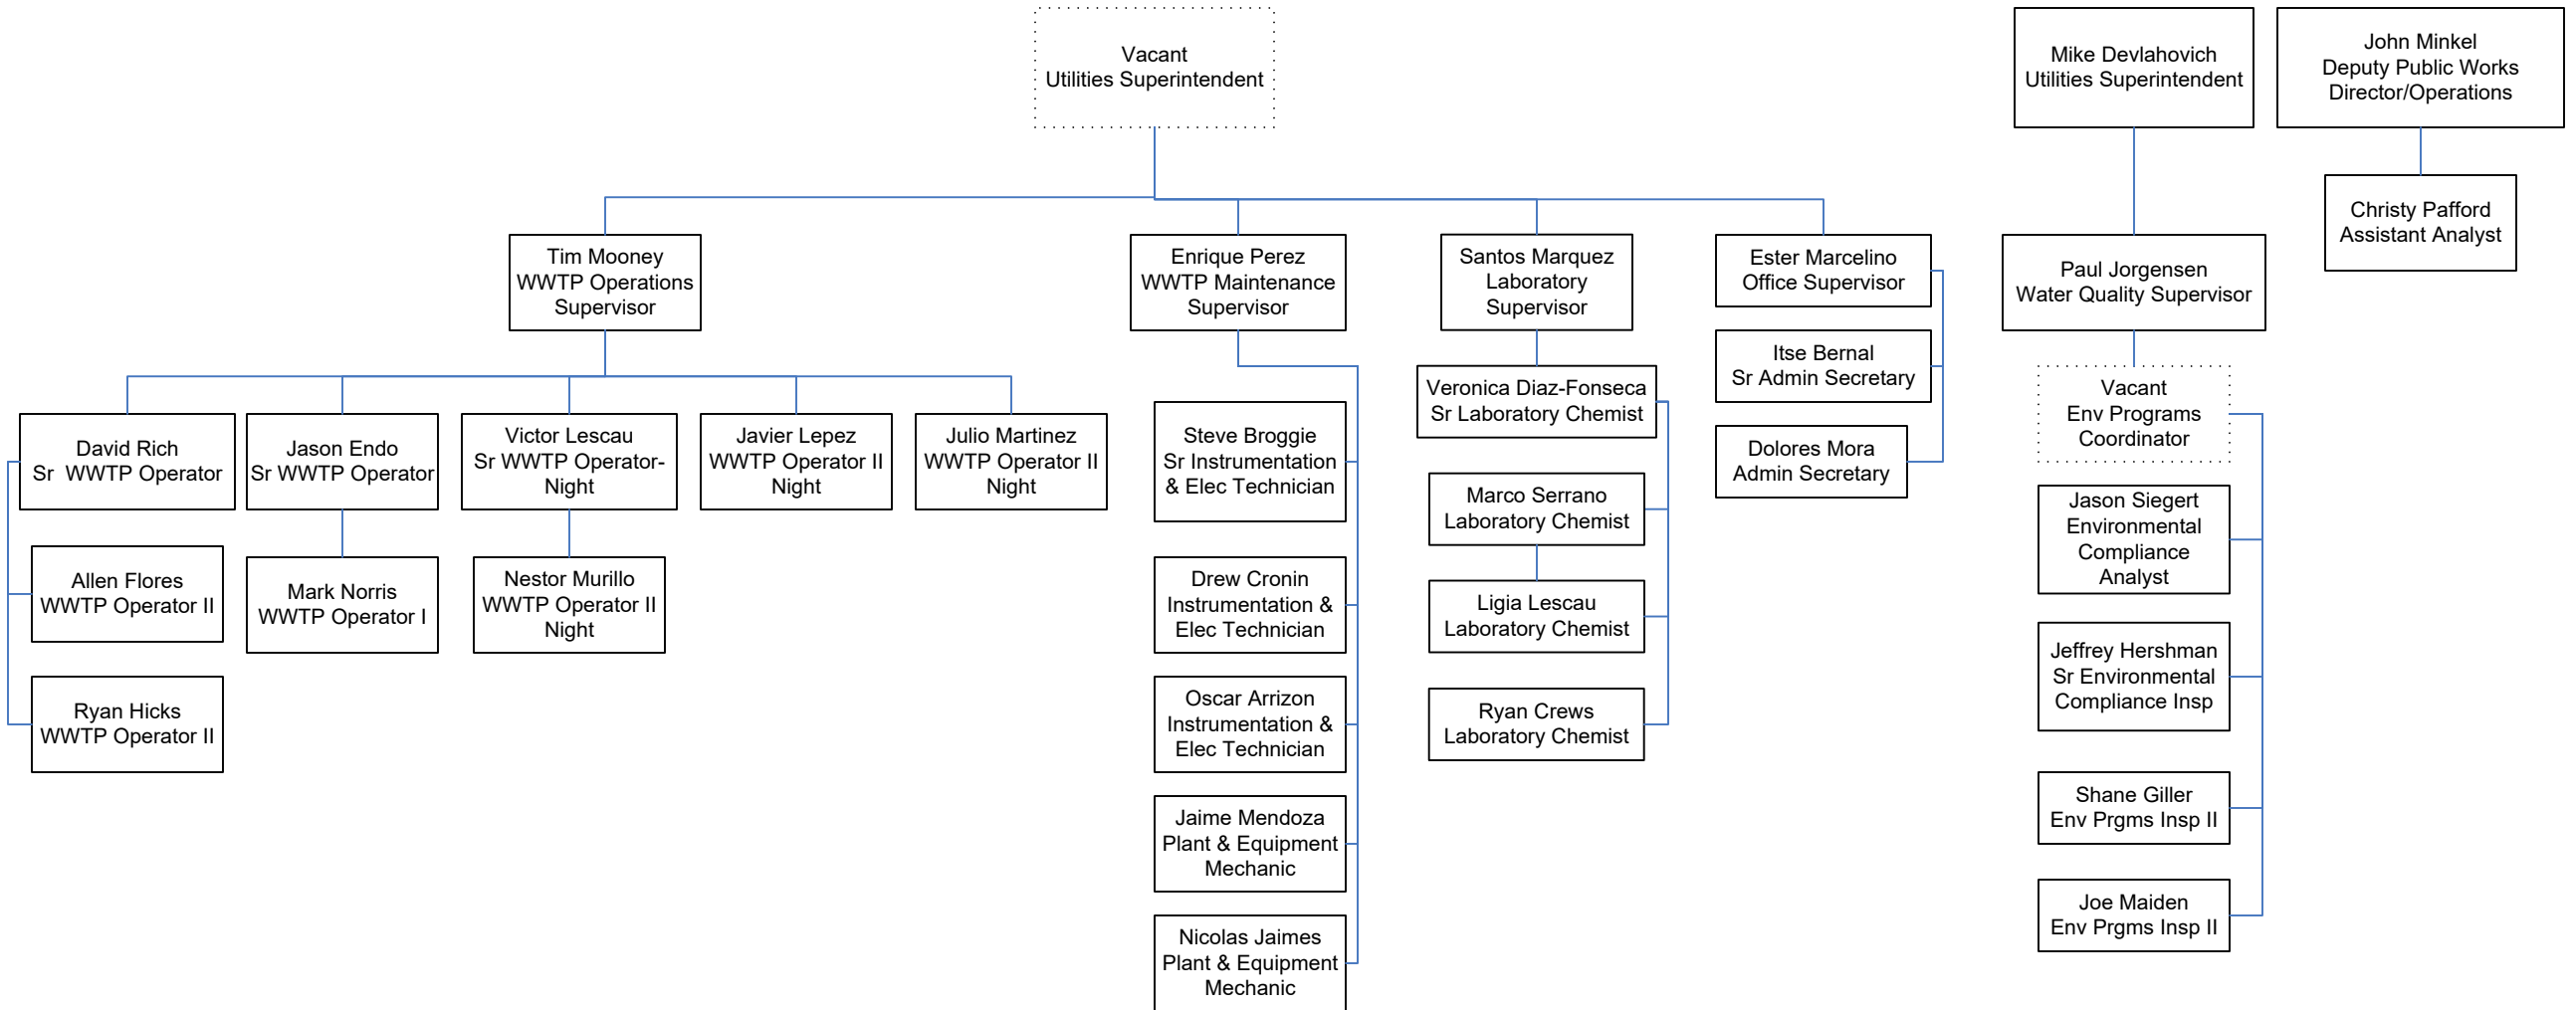 Vacant
Utilities Superintendent
Mike Devlahovich
Utilities Superintendent
John Minkel
Deputy Public Works
Director/Operations
Christy Pafford
Assistant Analyst
Tim Mooney
WWTP Operations
Supervisor
Enrique Perez
WWTP Maintenance
Supervisor
Santos Marquez
Laboratory
Supervisor
Ester Marcelino
Office Supervisor
Paul Jorgensen
Water Quality Supervisor
David Rich
Sr  WWTP Operator
Jason Endo
Sr WWTP Operator
Victor Lescau
Sr WWTP Operator-
Night
Javier Lepez
WWTP Operator II
Night
Julio Martinez
WWTP Operator II
Night
Allen Flores
WWTP Operator II
Mark Norris
WWTP Operator I
Nestor Murillo
WWTP Operator II
Night
Ryan Hicks
WWTP Operator II
Steve Broggie
Sr Instrumentation
& Elec Technician
Drew Cronin
Instrumentation &
Elec Technician
Oscar Arrizon
Instrumentation &
Elec Technician
Jaime Mendoza
Plant & Equipment
Mechanic
Nicolas Jaimes
Plant & Equipment
Mechanic
Veronica Diaz-Fonseca
Sr Laboratory Chemist
Marco Serrano
Laboratory Chemist
Ligia Lescau
Laboratory Chemist
Ryan Crews
Laboratory Chemist
Itse Bernal
Sr Admin Secretary
Dolores Mora
Admin Secretary
Vacant
Env Programs
Coordinator
Jason Siegert
Environmental
Compliance
Analyst
Jeffrey Hershman
Sr Environmental
Compliance Insp
Shane Giller
Env Prgms Insp II
Joe Maiden
Env Prgms Insp II